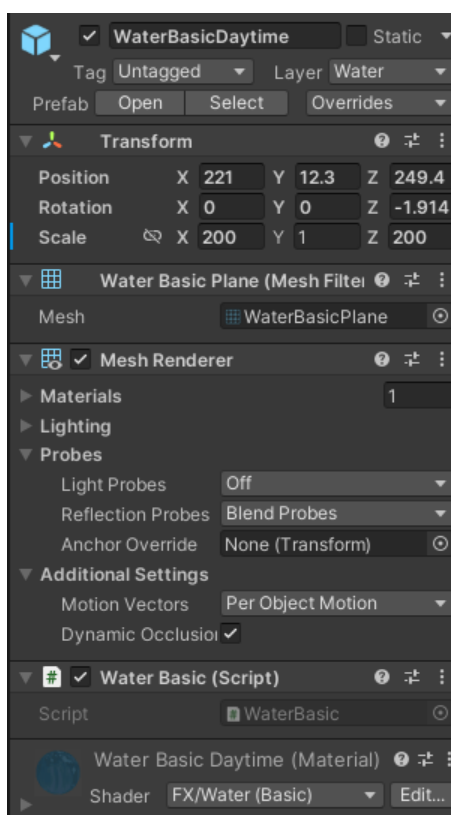 WaterBasicDaytime Static
Tag Untagged Layer Water
Prefab Open Select Overrides
Transform
Position X 221 Y 12.3 Z 249.4
Rotation X 0 Y 0 Z -1.914
Scale X 200 Y 1 Z 200
Water Basic Plane (Mesh Filter
Mesh WaterBasicPlane
Mesh Renderer
Materials 1
Lighting
Probes
Light Probes Off
Reflection Probes Blend Probes
Anchor Override None (Transform)
Additional Settings
Motion Vectors Per Object Motion
Dynamic Occlusion
# Water Basic (Script)
Script # WaterBasic
Water Basic Daytime (Material)
Shader FX/Water (Basic) Edit...